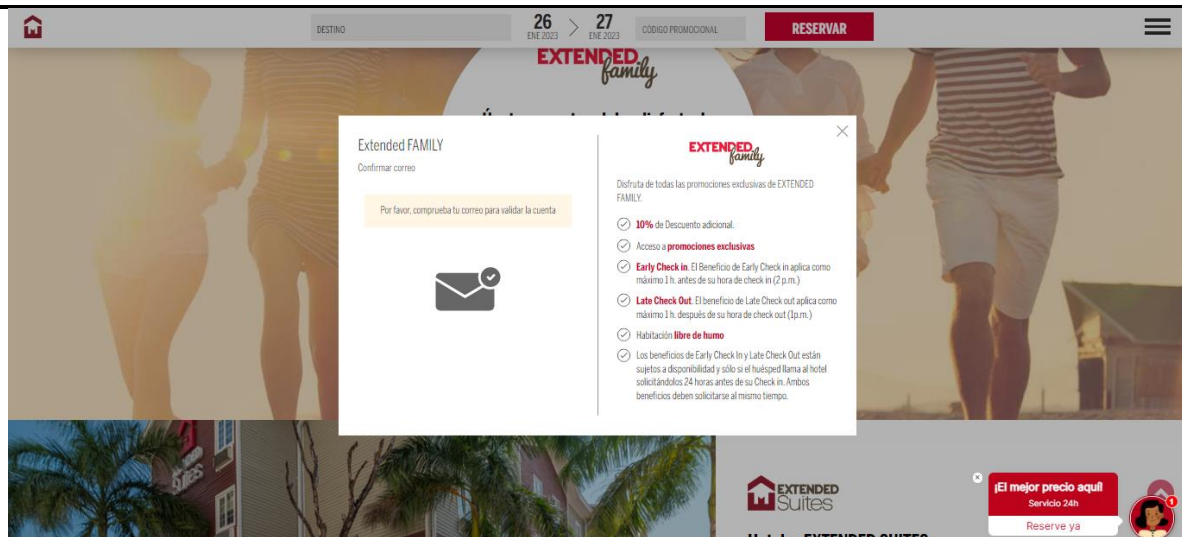 DESTINO
26
ENE 2023
27
ENE 2023
CÓDIGO PROMOCIONAL
RESERVAR
EXTENDED
family
Extended FAMILY
Confirmar correo
Por favor, comprueba tu correo para validar la cuenta
EXTENDED
family
Disfruta de todas las promociones exclusivas de EXTENDED
FAMILY.
10% de Descuento adicional.
Acceso a promociones exclusivas
Early Check in. El Beneficio de Early Check in aplica como
máximo 1 h. antes de su hora de check in (2 p.m.)
Late Check Out. El beneficio de Late Check out aplica como
máximo 1 h. después de su hora de check out (1p.m.)
Habitación libre de humo
Los beneficios de Early Check In y Late Check Out están
sujetos a disponibilidad y sólo si el huésped llama al hotel
solicitándolos 24 horas antes de su Check in. Ambos
beneficios deben solicitarse al mismo tiempo.
Suites
EXTENDED
Suites
¡El mejor precio aquí!
Servicio 24h
Reserve ya
1
EXTENDED SUITES